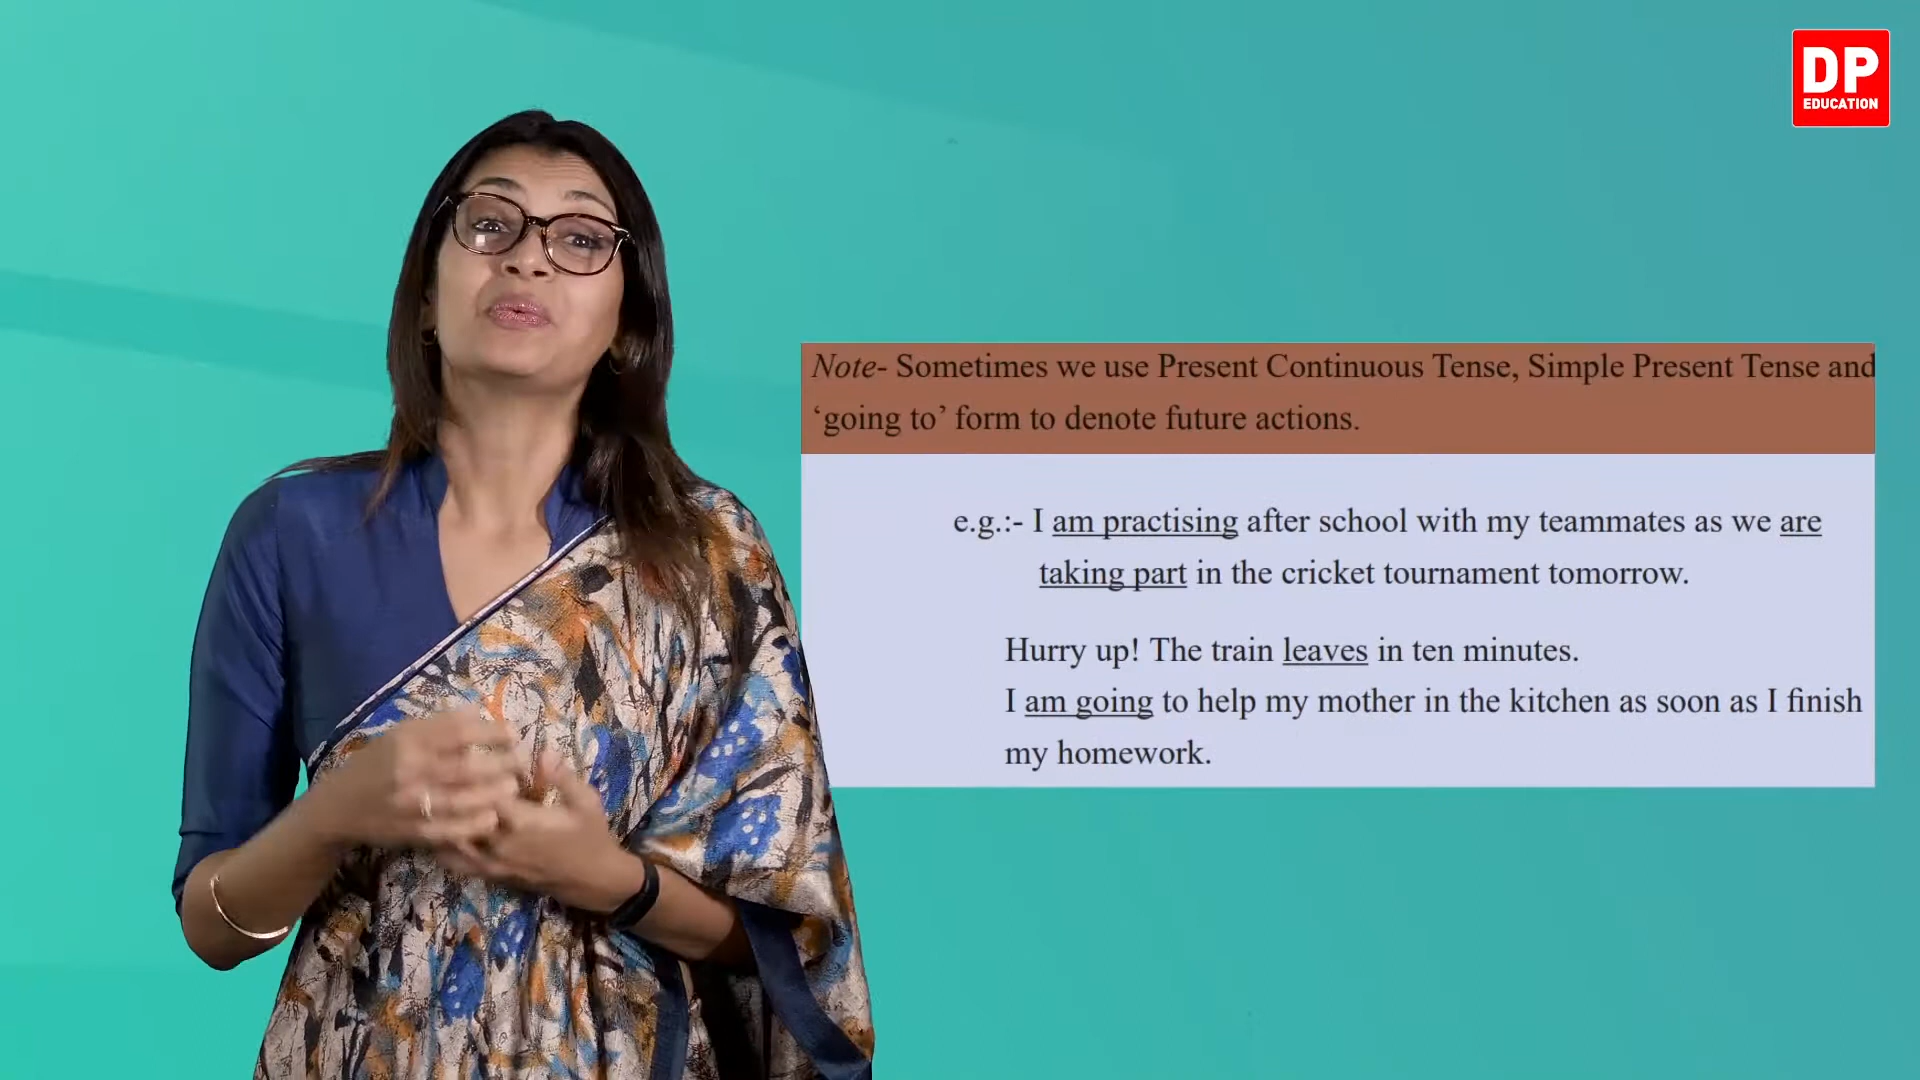 DP
EDUCATION
Note- Sometimes we use Present Continuous Tense, Simple Present Tense and
‘going to’ form to denote future actions.
e.g.:- I am practising after school with my teammates as we are
taking part in the cricket tournament tomorrow.
Hurry up! The train leaves in ten minutes.
I am going to help my mother in the kitchen as soon as I finish
my homework.